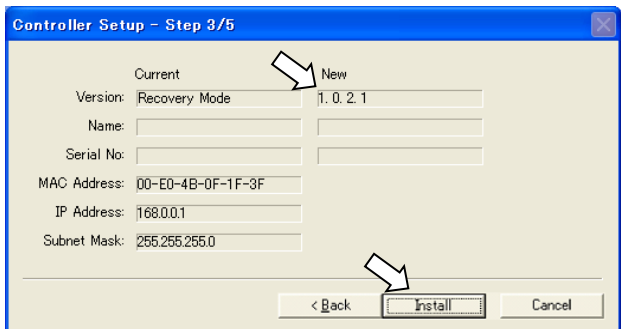 Controller Setup - Step 3/5
Current New
Version: Recovery Mode 1. 0. 2. 1
Name:
Serial No:
MAC Address: 00-E0-4B-0F-1F-3F
IP Address: 168.0.0.1
Subnet Mask: 255.255.255.0
< Back Install Cancel